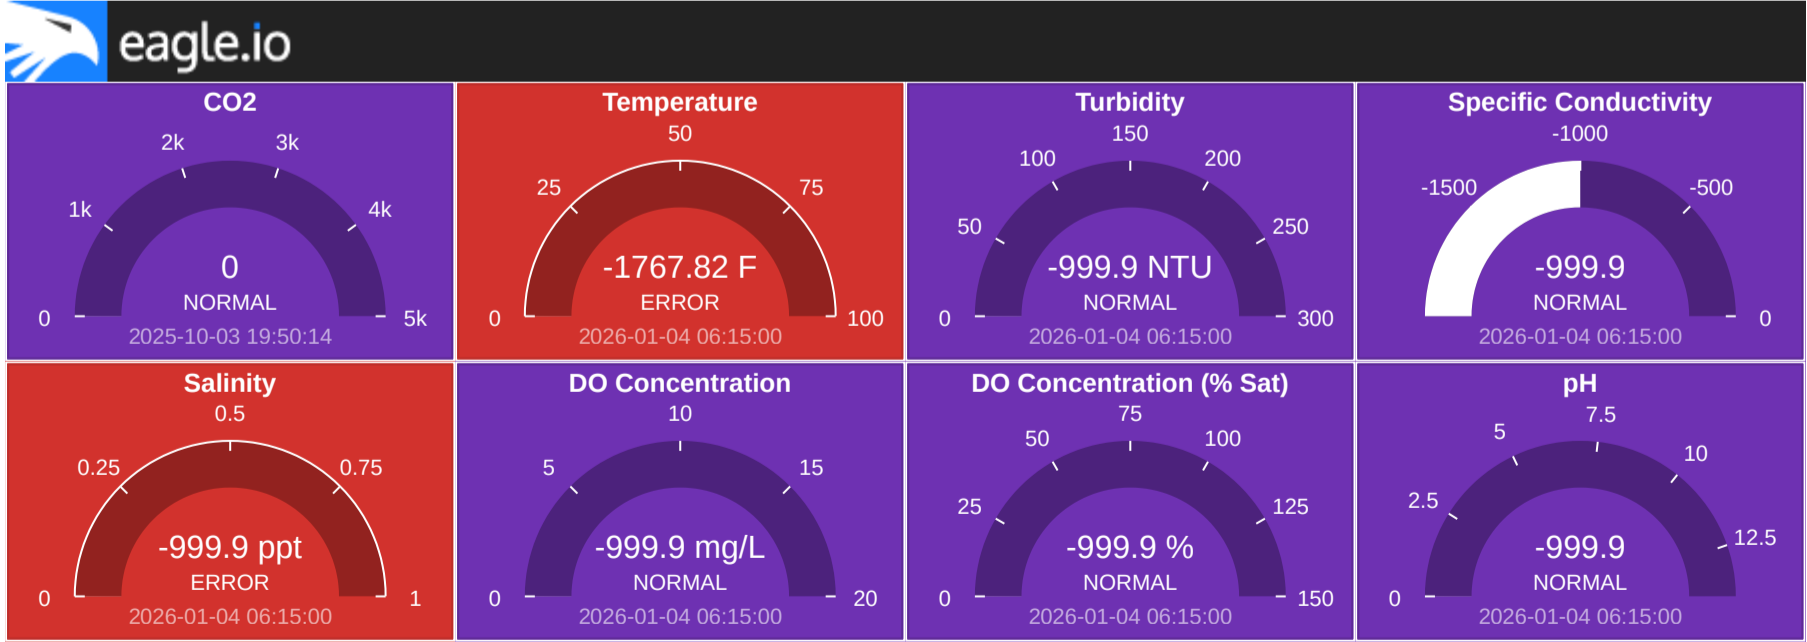 eagle.io
CO2
2k 3k
1k 4k
0
NORMAL
0 5k
2025-10-03 19:50:14
Temperature
50
25 75
-1767.82 F
ERROR
0 100
2026-01-04 06:15:00
Turbidity
150
100 200
50 250
-999.9 NTU
NORMAL
0 300
2026-01-04 06:15:00
Specific Conductivity
-1000
-1500 -500
-999.9
NORMAL
0
2026-01-04 06:15:00
Salinity
0.5
0.25 0.75
-999.9 ppt
ERROR
0 1
2026-01-04 06:15:00
DO Concentration
10
5 15
-999.9 mg/L
NORMAL
0 20
2026-01-04 06:15:00
DO Concentration (% Sat)
75
50 100
25 125
-999.9 %
NORMAL
0 150
2026-01-04 06:15:00
pH
7.5
5 10
2.5 12.5
-999.9
NORMAL
0
2026-01-04 06:15:00